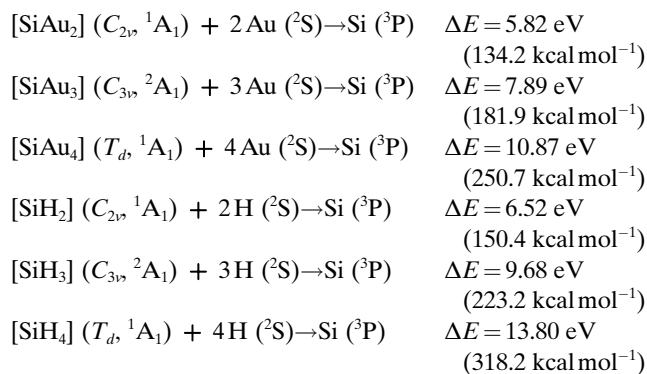 [SiAu₂] (C₂ᵥ, ¹A₁) + 2 Au (²S)→Si (³P) ΔE = 5.82 eV
(134.2 kcal mol⁻¹)
[SiAu₃] (C₃ᵥ, ²A₁) + 3 Au (²S)→Si (³P) ΔE = 7.89 eV
(181.9 kcal mol⁻¹)
[SiAu₄] (T_d, ¹A₁) + 4 Au (²S)→Si (³P) ΔE = 10.87 eV
(250.7 kcal mol⁻¹)
[SiH₂] (C₂ᵥ, ¹A₁) + 2 H (²S)→Si (³P) ΔE = 6.52 eV
(150.4 kcal mol⁻¹)
[SiH₃] (C₃ᵥ, ²A₁) + 3 H (²S)→Si (³P) ΔE = 9.68 eV
(223.2 kcal mol⁻¹)
[SiH₄] (T_d, ¹A₁) + 4 H (²S)→Si (³P) ΔE = 13.80 eV
(318.2 kcal mol⁻¹)